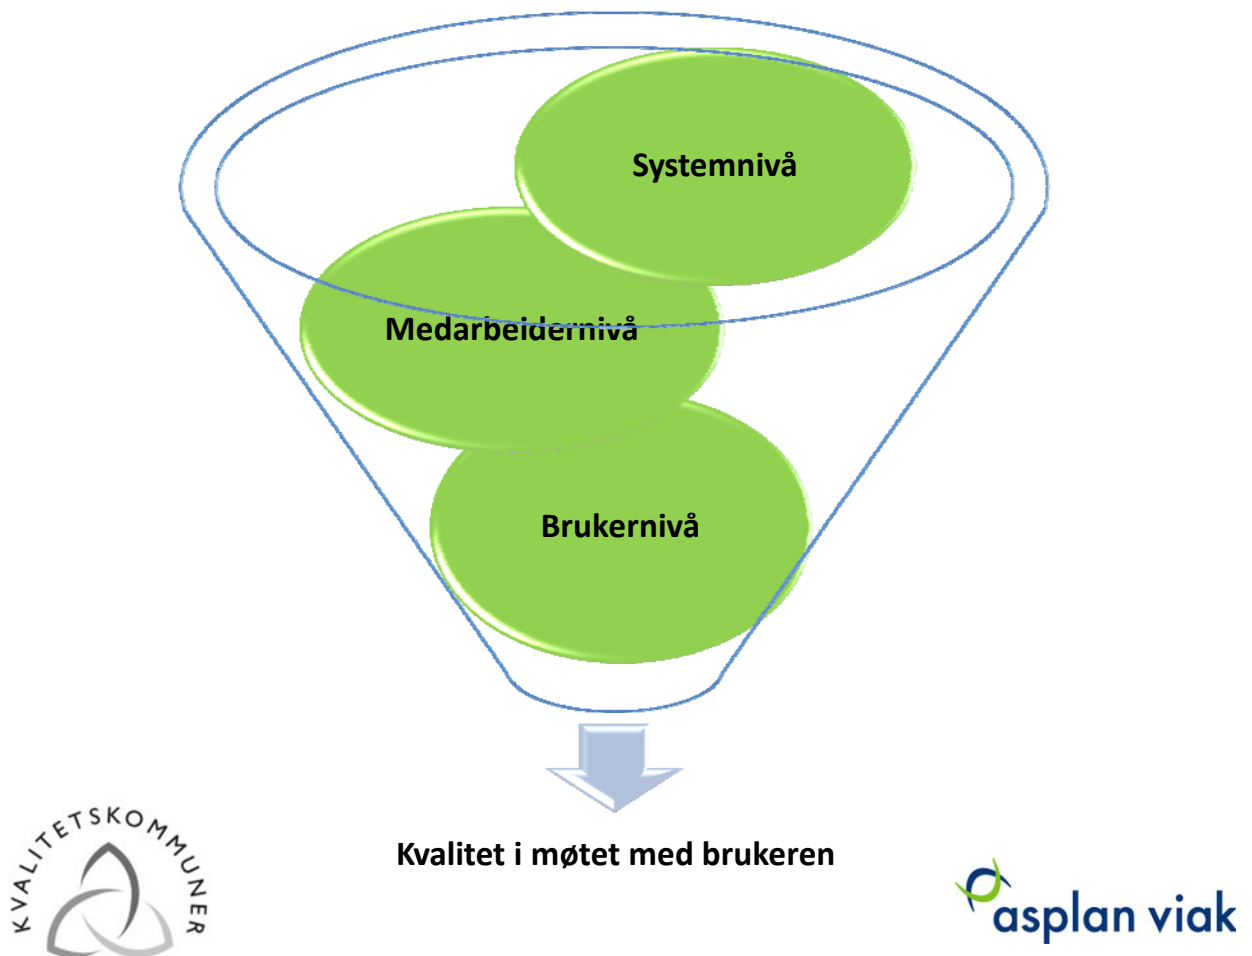 Systemnivå
Medarbeidernivå
Brukernivå
Kvalitet i møtet med brukeren
KVALITETSKOMMUNER
asplan viak